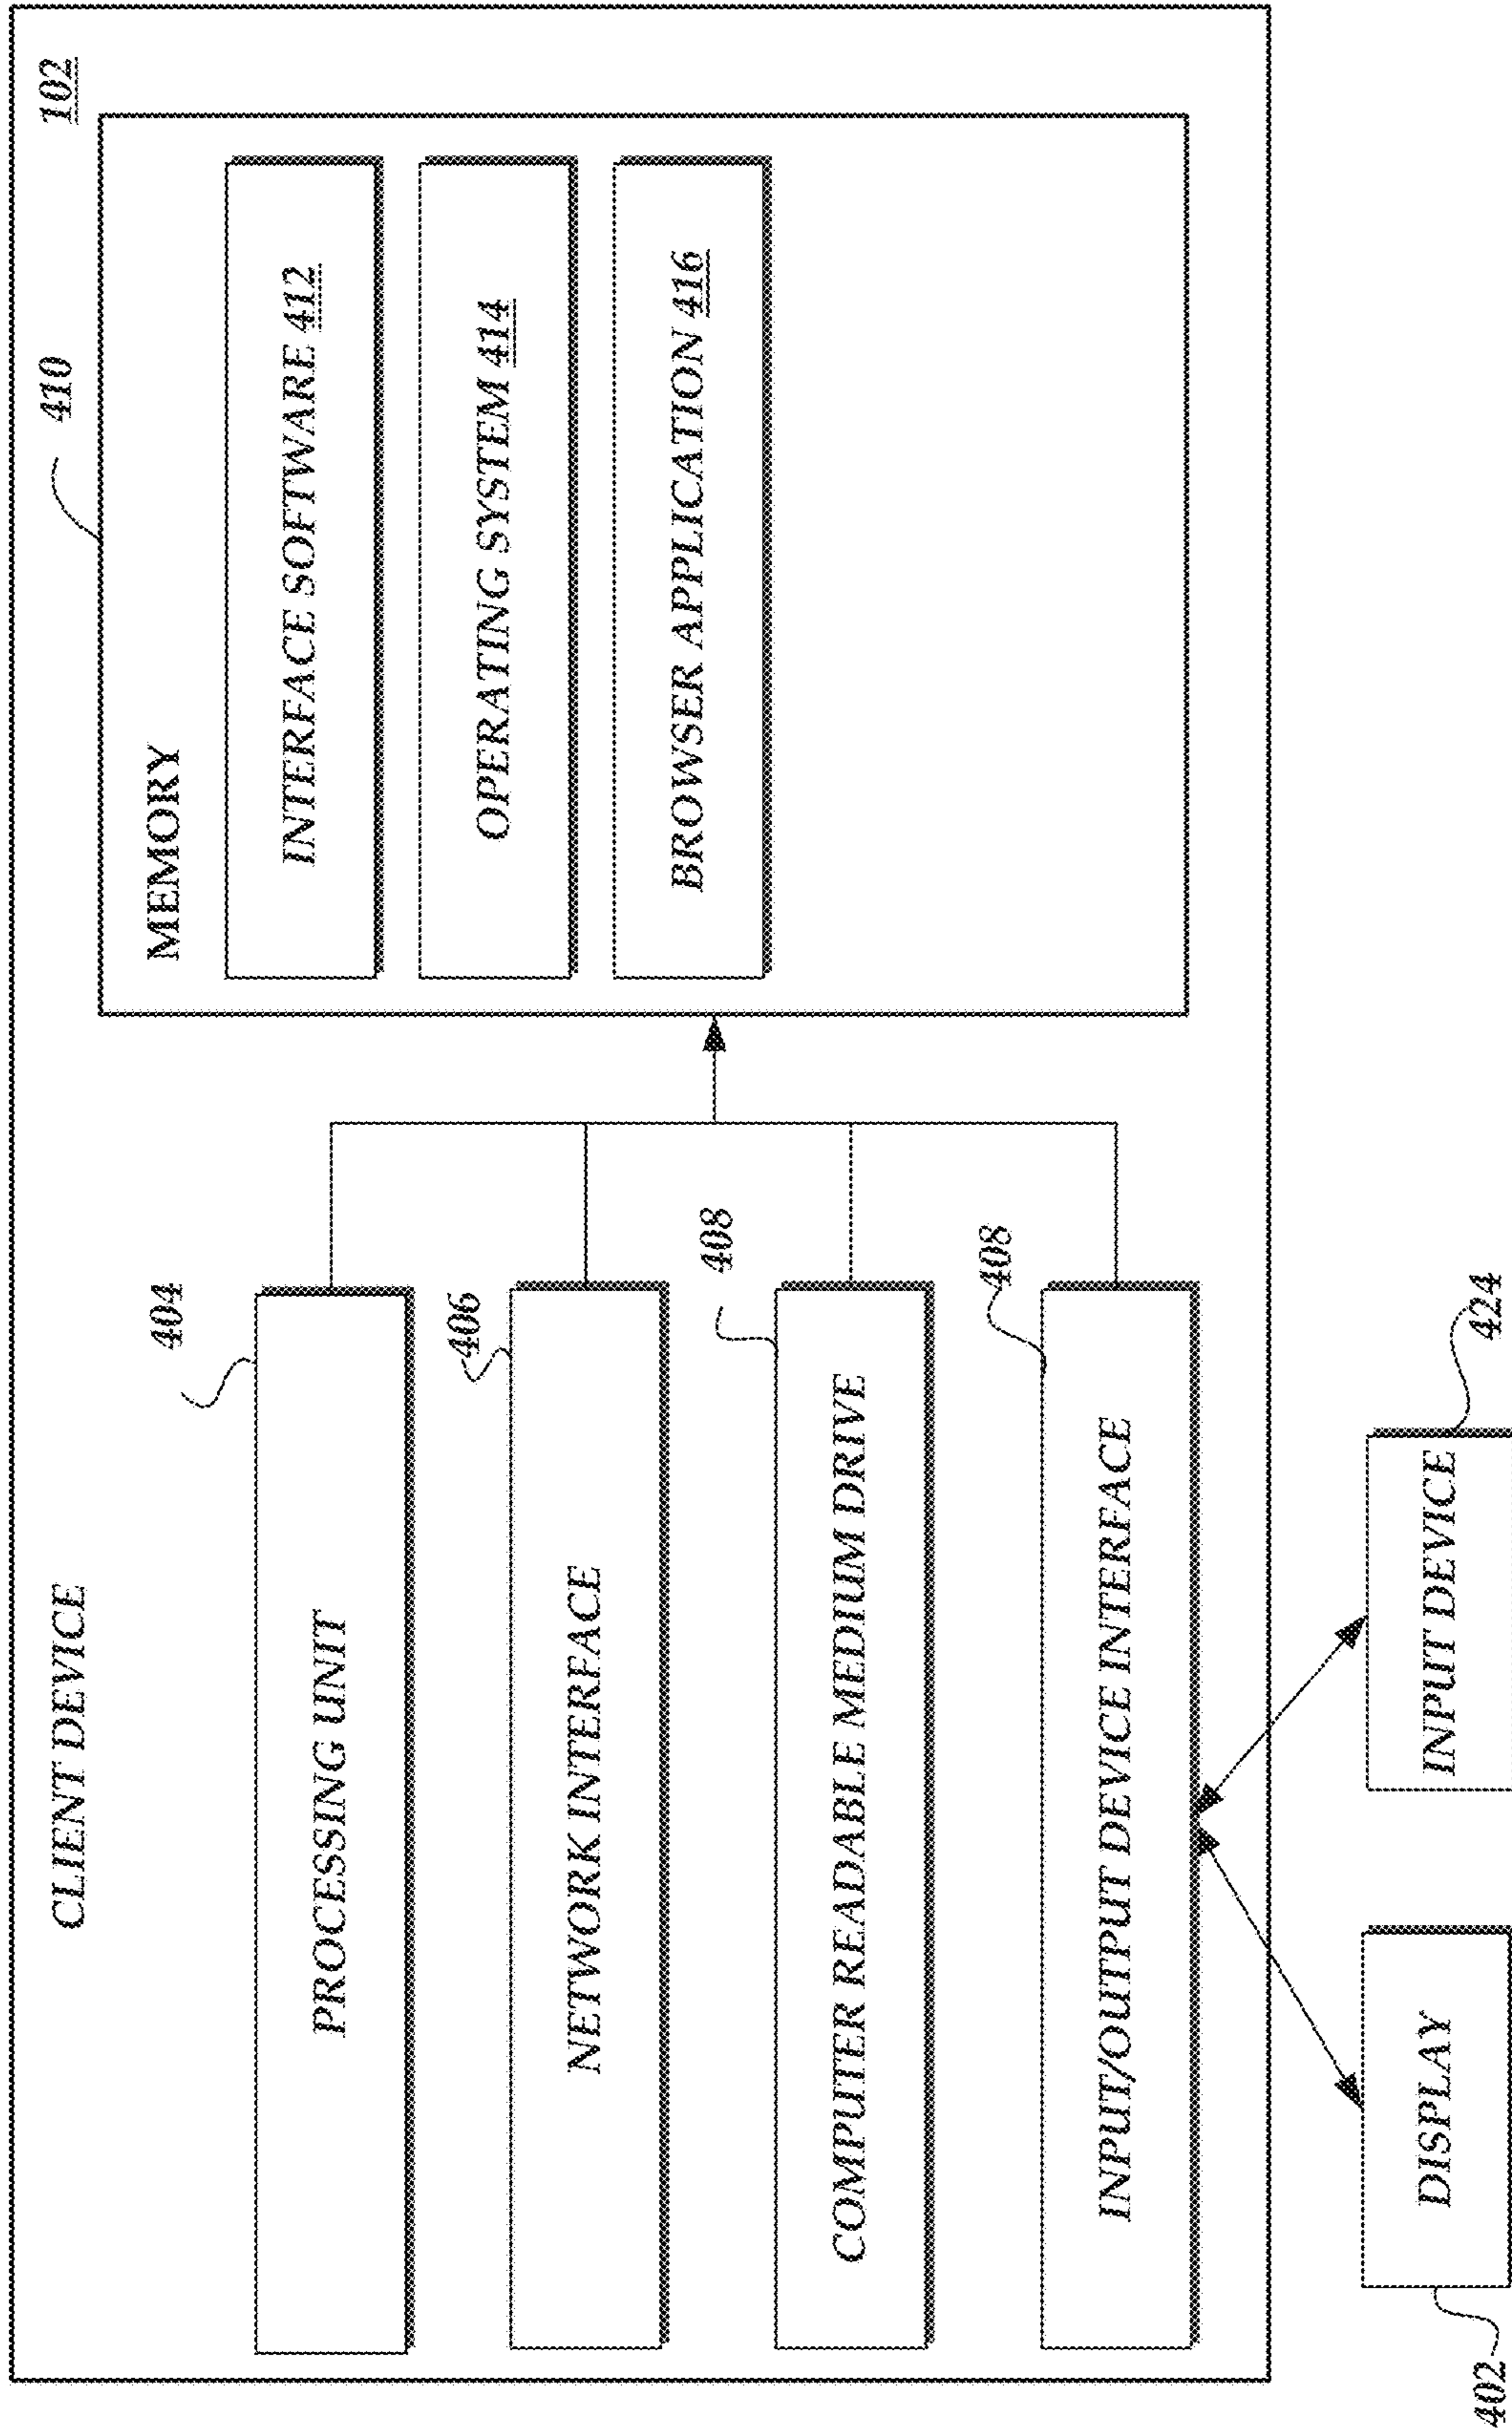 CLIENT DEVICE
102
410
MEMORY
404
PROCESSING UNIT
INTERFACE SOFTWARE 412
406
NETWORK INTERFACE
OPERATING SYSTEM 414
408
COMPUTER READABLE MEDIUM DRIVE
BROWSER APPLICATION 416
408
INPUT/OUTPUT DEVICE INTERFACE
402
DISPLAY
INPUT DEVICE
424